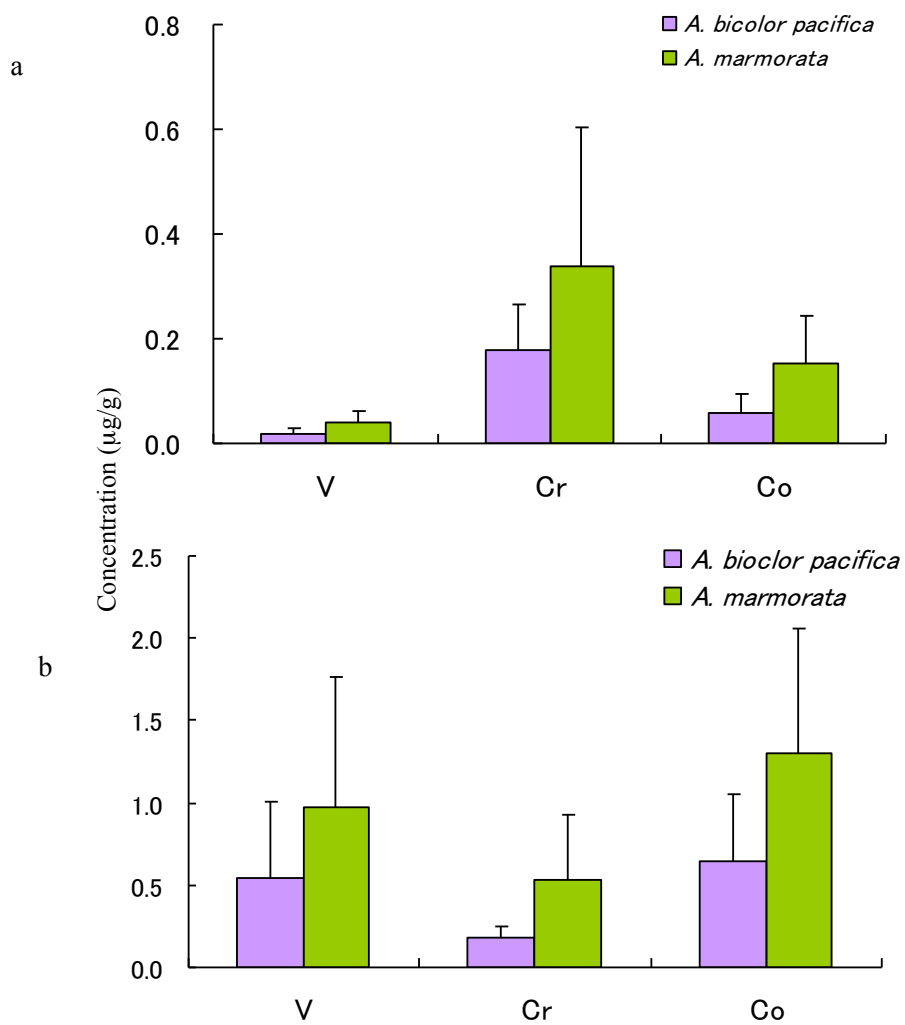 a
0.8
0.6
0.4
0.2
0.0
A. bicolor pacifica
A. marmorata
V Cr Co
Concentration (µg/g)
b
2.5
2.0
1.5
1.0
0.5
0.0
A. bioclor pacifica
A. marmorata
V Cr Co